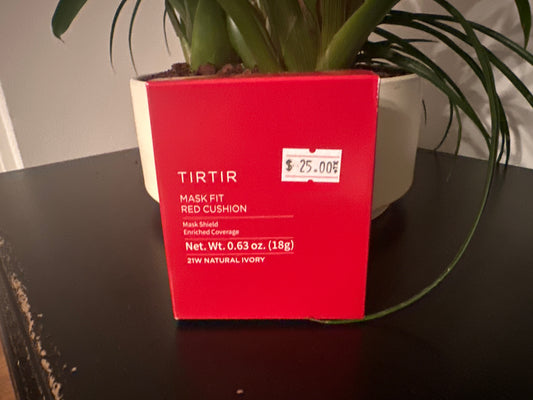 TIRTIR
$ 25.00
MASK FIT
RED CUSHION
Mask Shield
Enriched Coverage
Net. Wt. 0.63 oz. (18g)
21W NATURAL IVORY